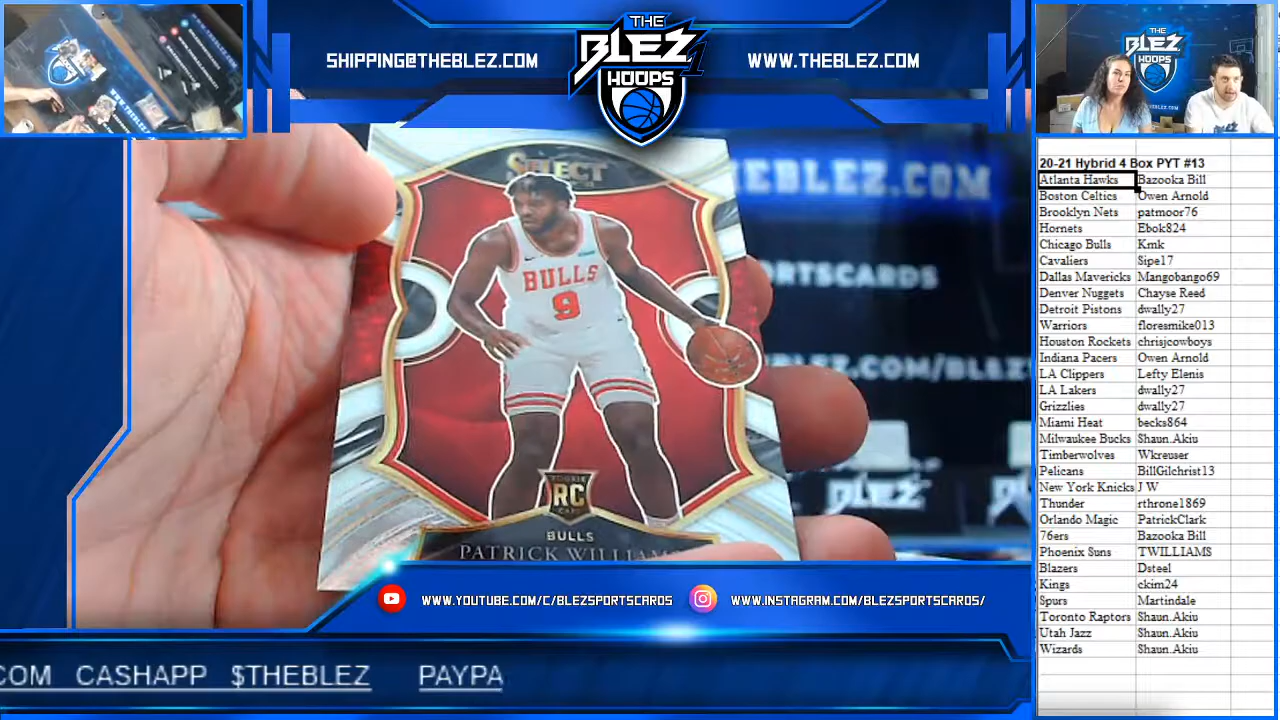 SHIPPING@THEBLEZ.COM
THE
BLEZ
1
HOOPS
WWW.THEBLEZ.COM
THE
BLEZ
HOOPS
SELECT
BULLS
9
ROOKIE
RC
CARD
BULLS
PATRICK WILLIAMS
HEBLEZ.COM
PORTSCARDS
BLEZ.COM/BLEZ
BLEZ
20-21 Hybrid 4 Box PYT #13
Atlanta Hawks Bazooka Bill
Boston Celtics Owen Arnold
Brooklyn Nets patmoor76
Hornets Ebok824
Chicago Bulls Kmk
Cavaliers Sipe17
Dallas Mavericks Mangobango69
Denver Nuggets Chayse Reed
Detroit Pistons dwally27
Warriors floresmike013
Houston Rockets chrisjcowboys
Indiana Pacers Owen Arnold
LA Clippers Lefty Elenis
LA Lakers dwally27
Grizzlies dwally27
Miami Heat becks864
Milwaukee Bucks Shaun.Akiu
Timberwolves Wkreuser
Pelicans BillGilchrist13
New York Knicks J W
Thunder rthrone1869
Orlando Magic PatrickClark
76ers Bazooka Bill
Phoenix Suns TWILLIAMS
Blazers Dsteel
Kings ckim24
Spurs Martindale
Toronto Raptors Shaun.Akiu
Utah Jazz Shaun.Akiu
Wizards Shaun.Akiu
WWW.YOUTUBE.COM/C/BLEZSPORTSCARDS
WWW.INSTAGRAM.COM/BLEZSPORTSCARDS/
COM CASHAPP $THEBLEZ PAYPA